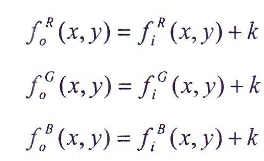 f_o^R(x, y) = f_i^R(x, y) + k
f_o^G(x, y) = f_i^G(x, y) + k
f_o^B(x, y) = f_i^B(x, y) + k